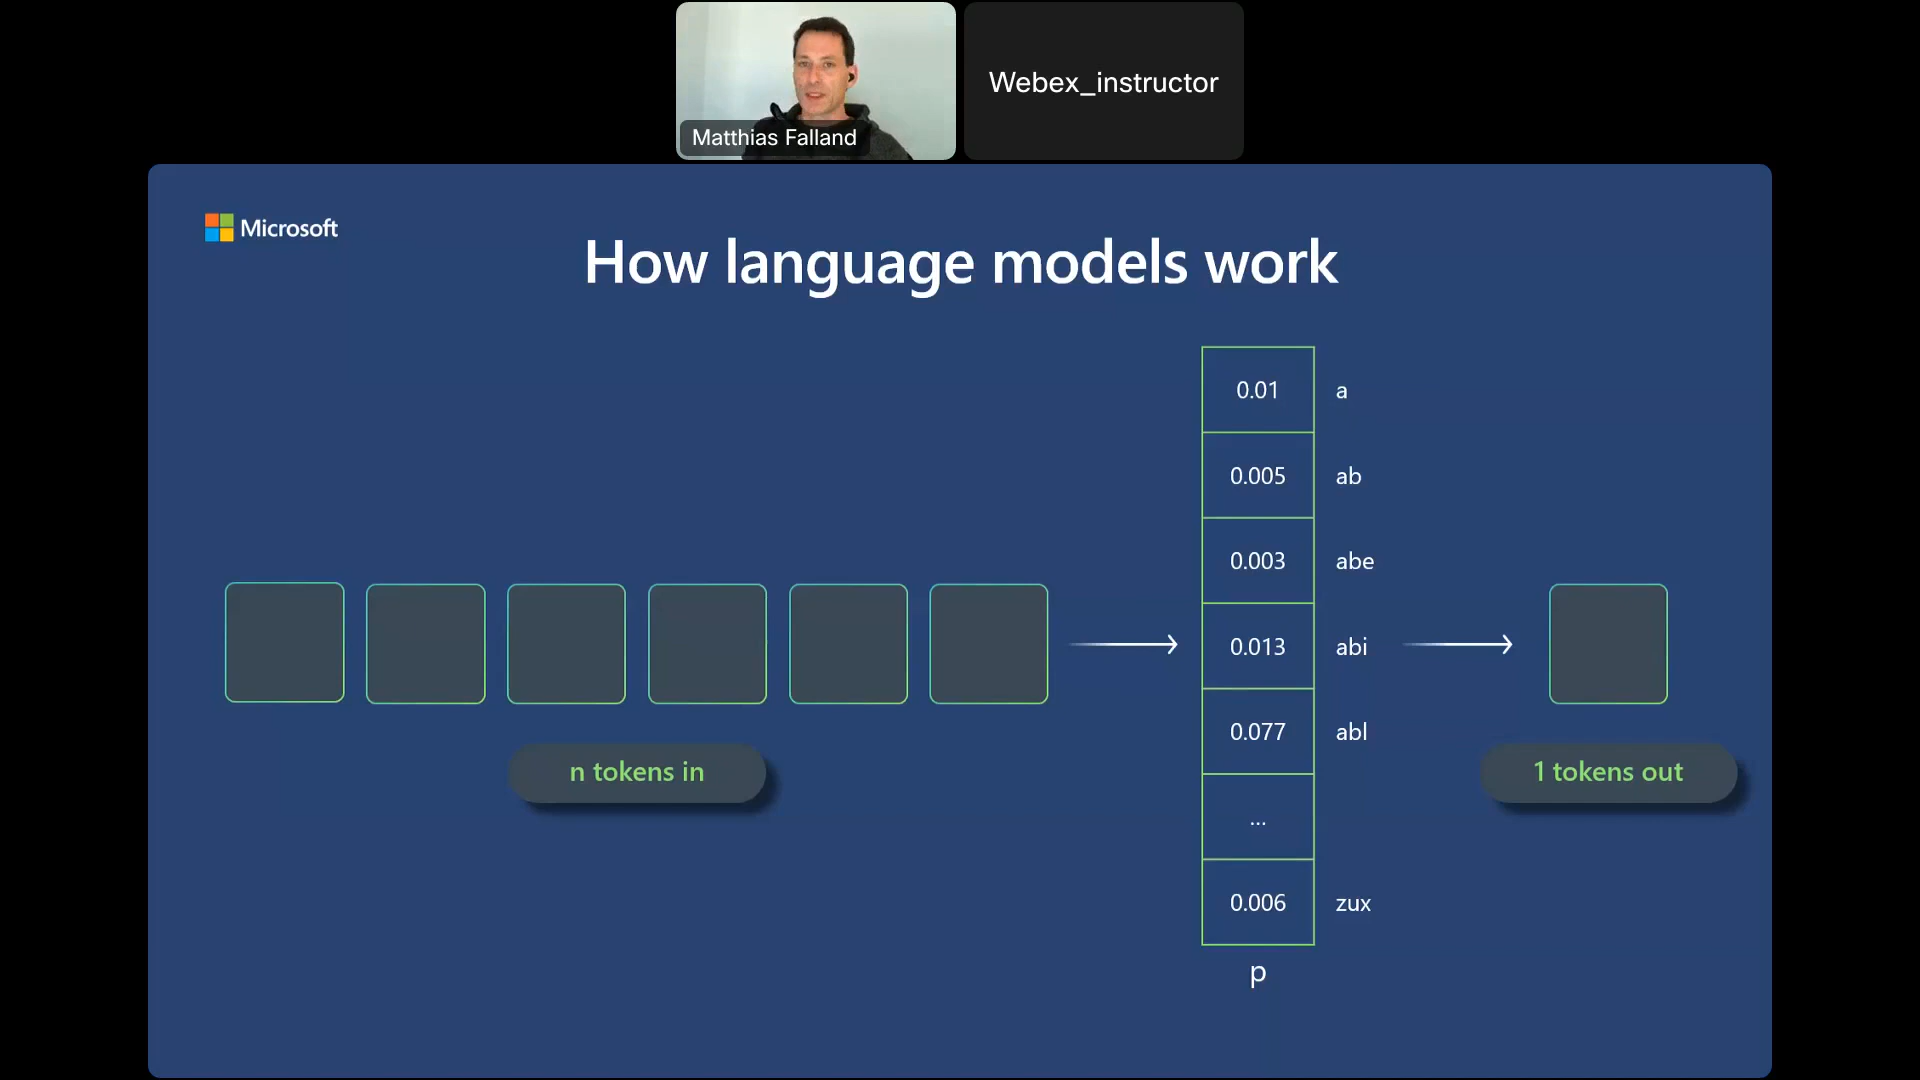 Matthias Falland
Webex_instructor
Microsoft
How language models work
0.01 a
0.005 ab
0.003 abe
0.013 abi
0.077 abl
...
0.006 zux
p
n tokens in
1 tokens out